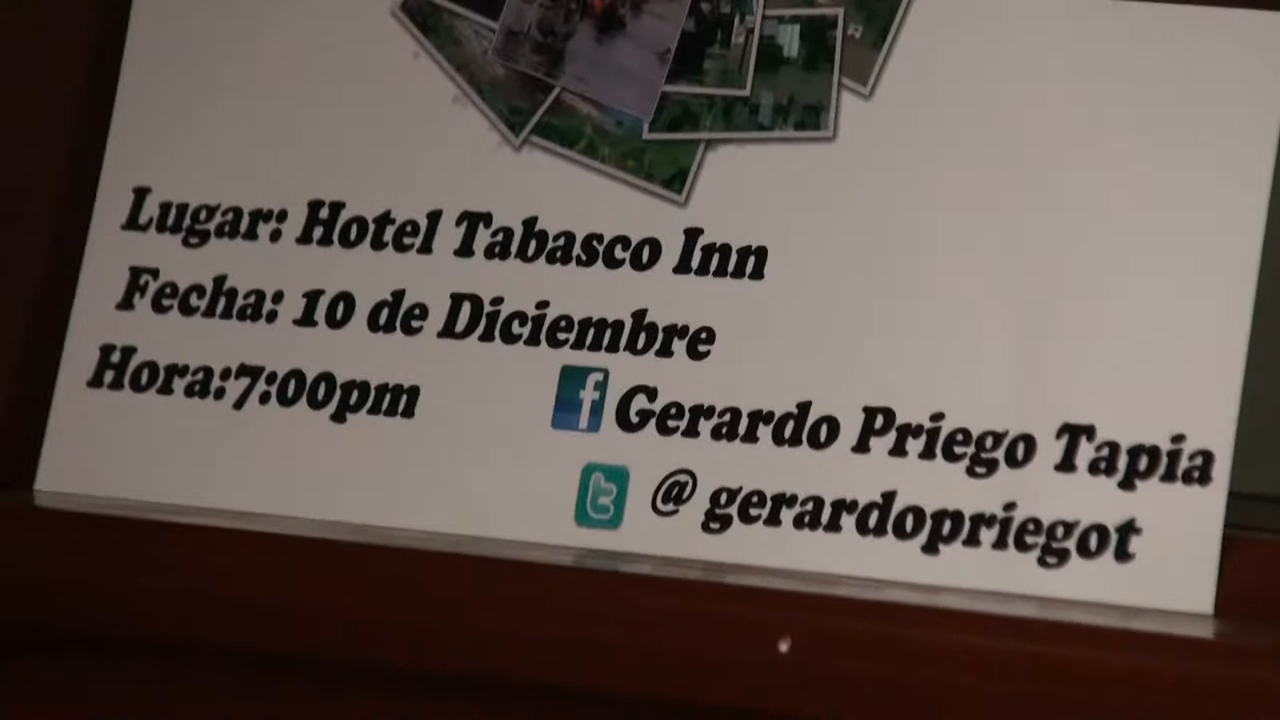 Lugar: Hotel Tabasco Inn
Fecha: 10 de Diciembre
Hora:7:00pm
f Gerardo Priego Tapia
t @ gerardopriegot